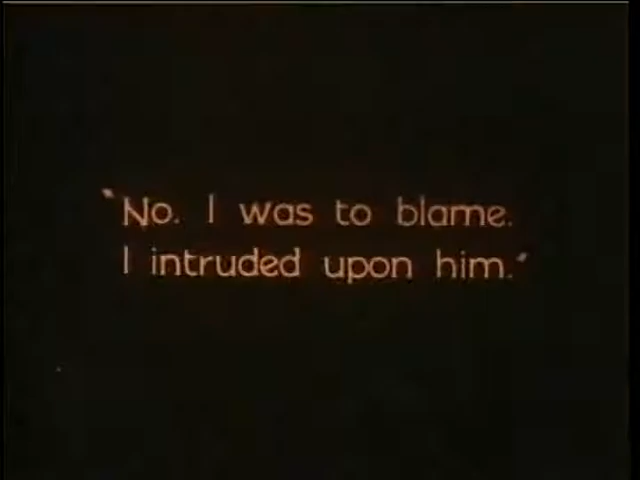 "No. I was to blame.
I intruded upon him."